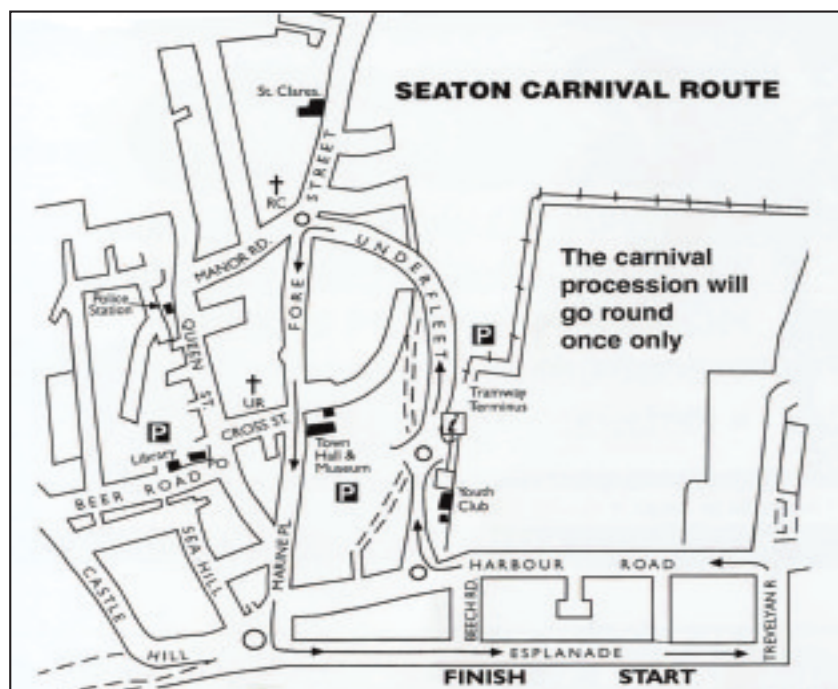 SEATON CARNIVAL ROUTE
St. Clares
RC
STREET
The carnival
procession will
go round
once only
MANOR RD.
UNDERFLEET
FORE
Police
Station
QUEEN ST.
P
Tramway
Terminus
UR
CROSS ST.
P
Library
PO
Town
Hall &
Museum
P
Youth
Club
BEER ROAD
SEA HILL
MARINE PL.
CASTLE
HILL
HARBOUR ROAD
BEECH RD.
TREVELYAN R
ESPLANADE
FINISH START